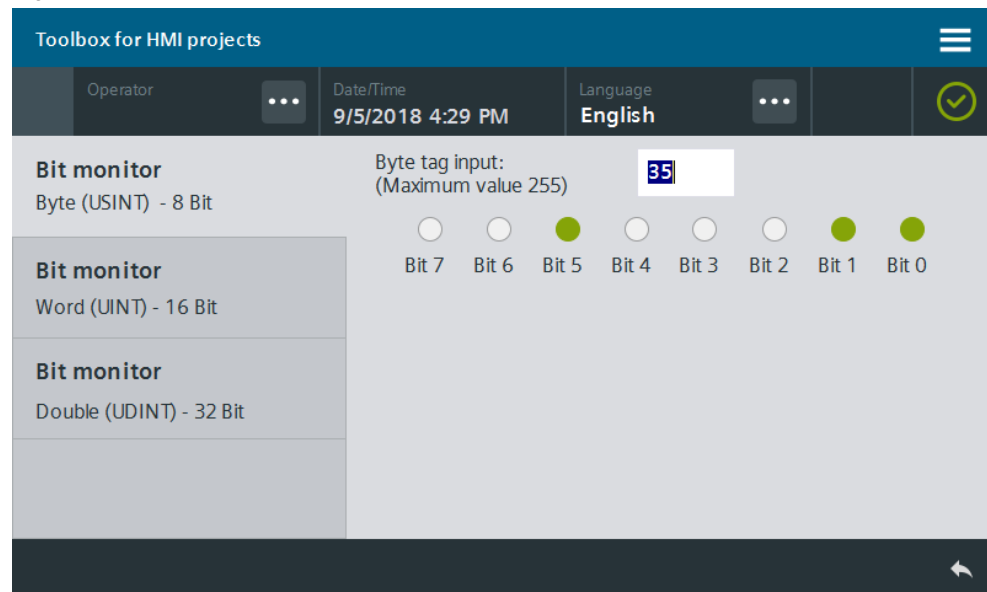 Toolbox for HMI projects
Operator
Date/Time
9/5/2018 4:29 PM
Language
English
Bit monitor
Byte (USINT) - 8 Bit
Bit monitor
Word (UINT) - 16 Bit
Bit monitor
Double (UDINT) - 32 Bit
Byte tag input:
(Maximum value 255)
35
Bit 7 Bit 6 Bit 5 Bit 4 Bit 3 Bit 2 Bit 1 Bit 0